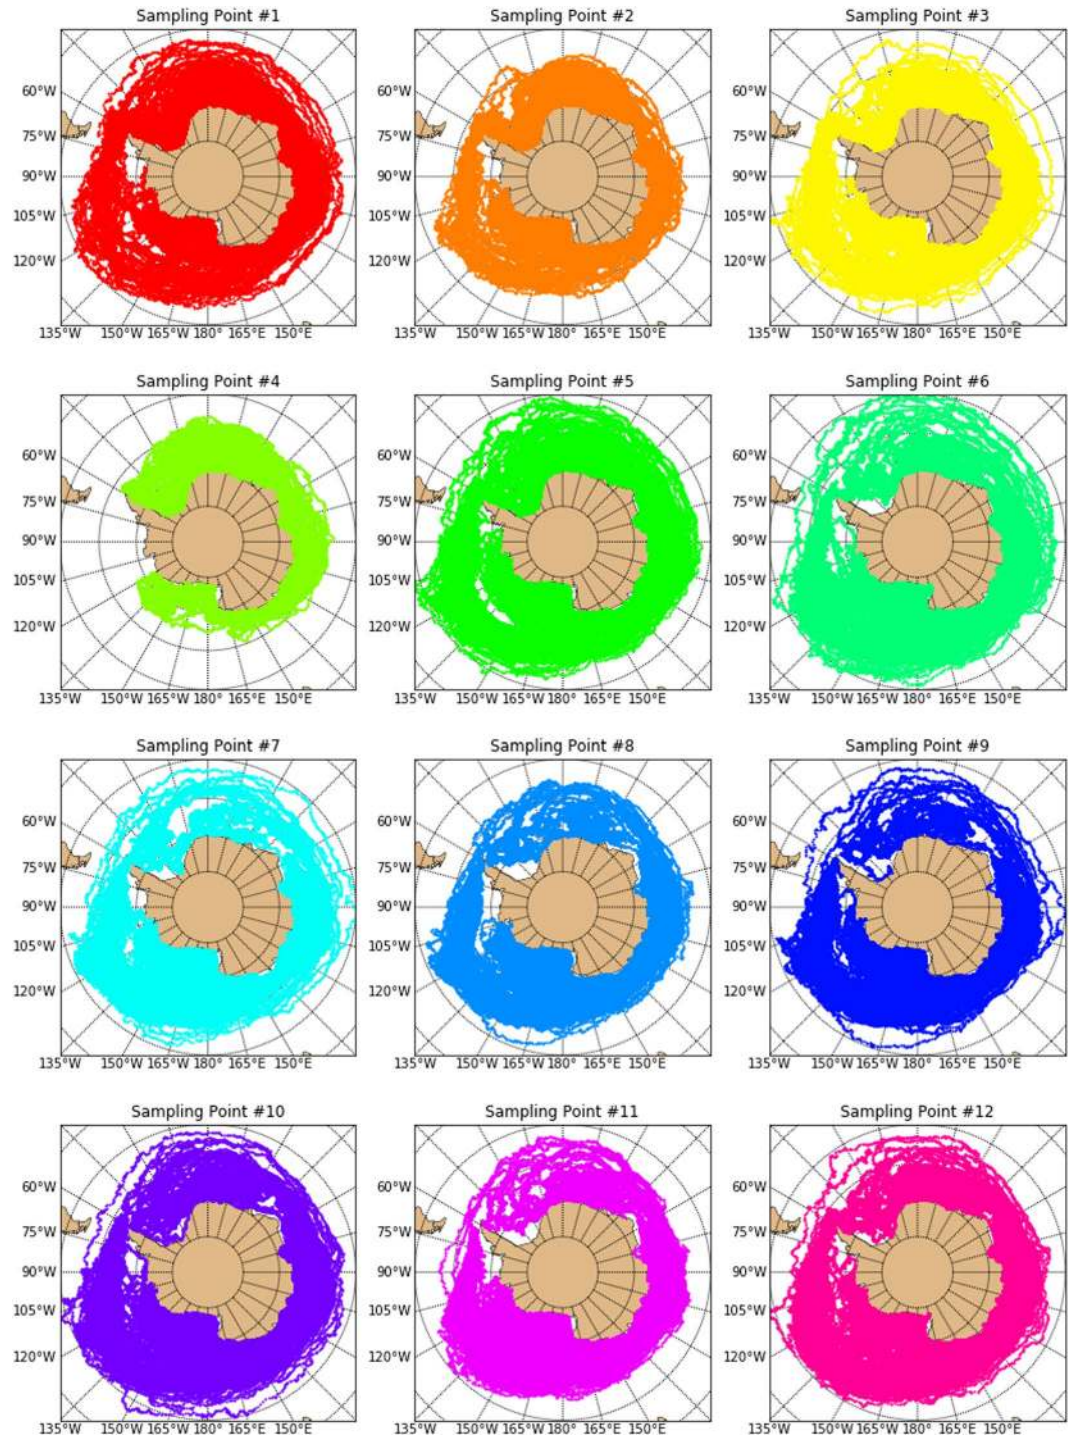 Sampling Point #1 Sampling Point #2 Sampling Point #3
60°W 60°W 60°W
75°W 75°W 75°W
90°W 90°W 90°W
105°W 105°W 105°W
120°W 120°W 120°W
135°W 150°W 165°W 180° 165°E 150°E 135°W 150°W 165°W 180° 165°E 150°E 135°W 150°W 165°W 180° 165°E 150°E
Sampling Point #4 Sampling Point #5 Sampling Point #6
60°W 60°W 60°W
75°W 75°W 75°W
90°W 90°W 90°W
105°W 105°W 105°W
120°W 120°W 120°W
135°W 150°W 165°W 180° 165°E 150°E 135°W 150°W 165°W 180° 165°E 150°E 135°W 150°W 165°W 180° 165°E 150°E
Sampling Point #7 Sampling Point #8 Sampling Point #9
60°W 60°W 60°W
75°W 75°W 75°W
90°W 90°W 90°W
105°W 105°W 105°W
120°W 120°W 120°W
135°W 150°W 165°W 180° 165°E 150°E 135°W 150°W 165°W 180° 165°E 150°E 135°W 150°W 165°W 180° 165°E 150°E
Sampling Point #10 Sampling Point #11 Sampling Point #12
60°W 60°W 60°W
75°W 75°W 75°W
90°W 90°W 90°W
105°W 105°W 105°W
120°W 120°W 120°W
135°W 150°W 165°W 180° 165°E 150°E 135°W 150°W 165°W 180° 165°E 150°E 135°W 150°W 165°W 180° 165°E 150°E